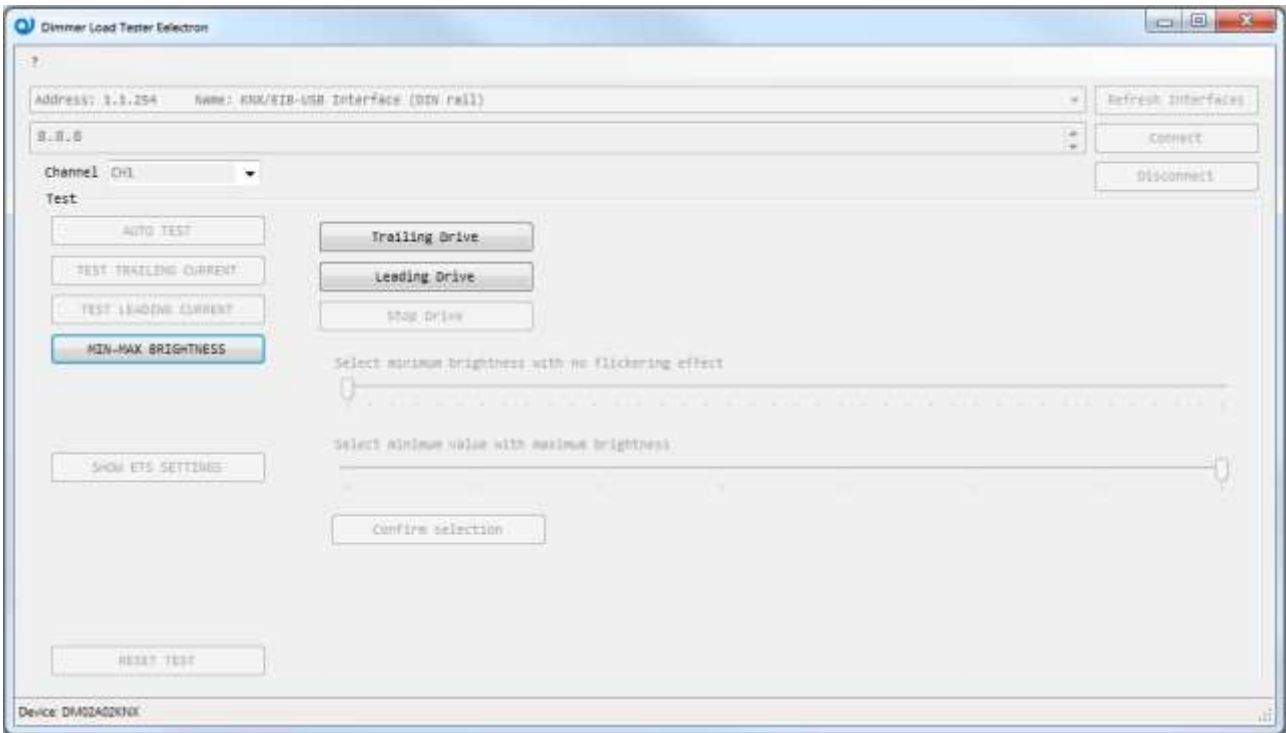 Dimmer Load Tester Eelectron
?
Address: 1.1.254 Name: KNX/EIB-USB Interface (DIN rail)
Refresh Interfaces
8.8.8
Connect
Channel CH1
Disconnect
Test
AUTO TEST
Trailing Drive
TEST TRAILING CURRENT
Leading Drive
TEST LEADING CURRENT
Stop Drive
MIN-MAX BRIGHTNESS
Select minimum brightness with no flickering effect
Select minimum value with maximum brightness
SHOW ETS SETTINGS
Confirm selection
RESET TEST
Device: DM02A02KNX